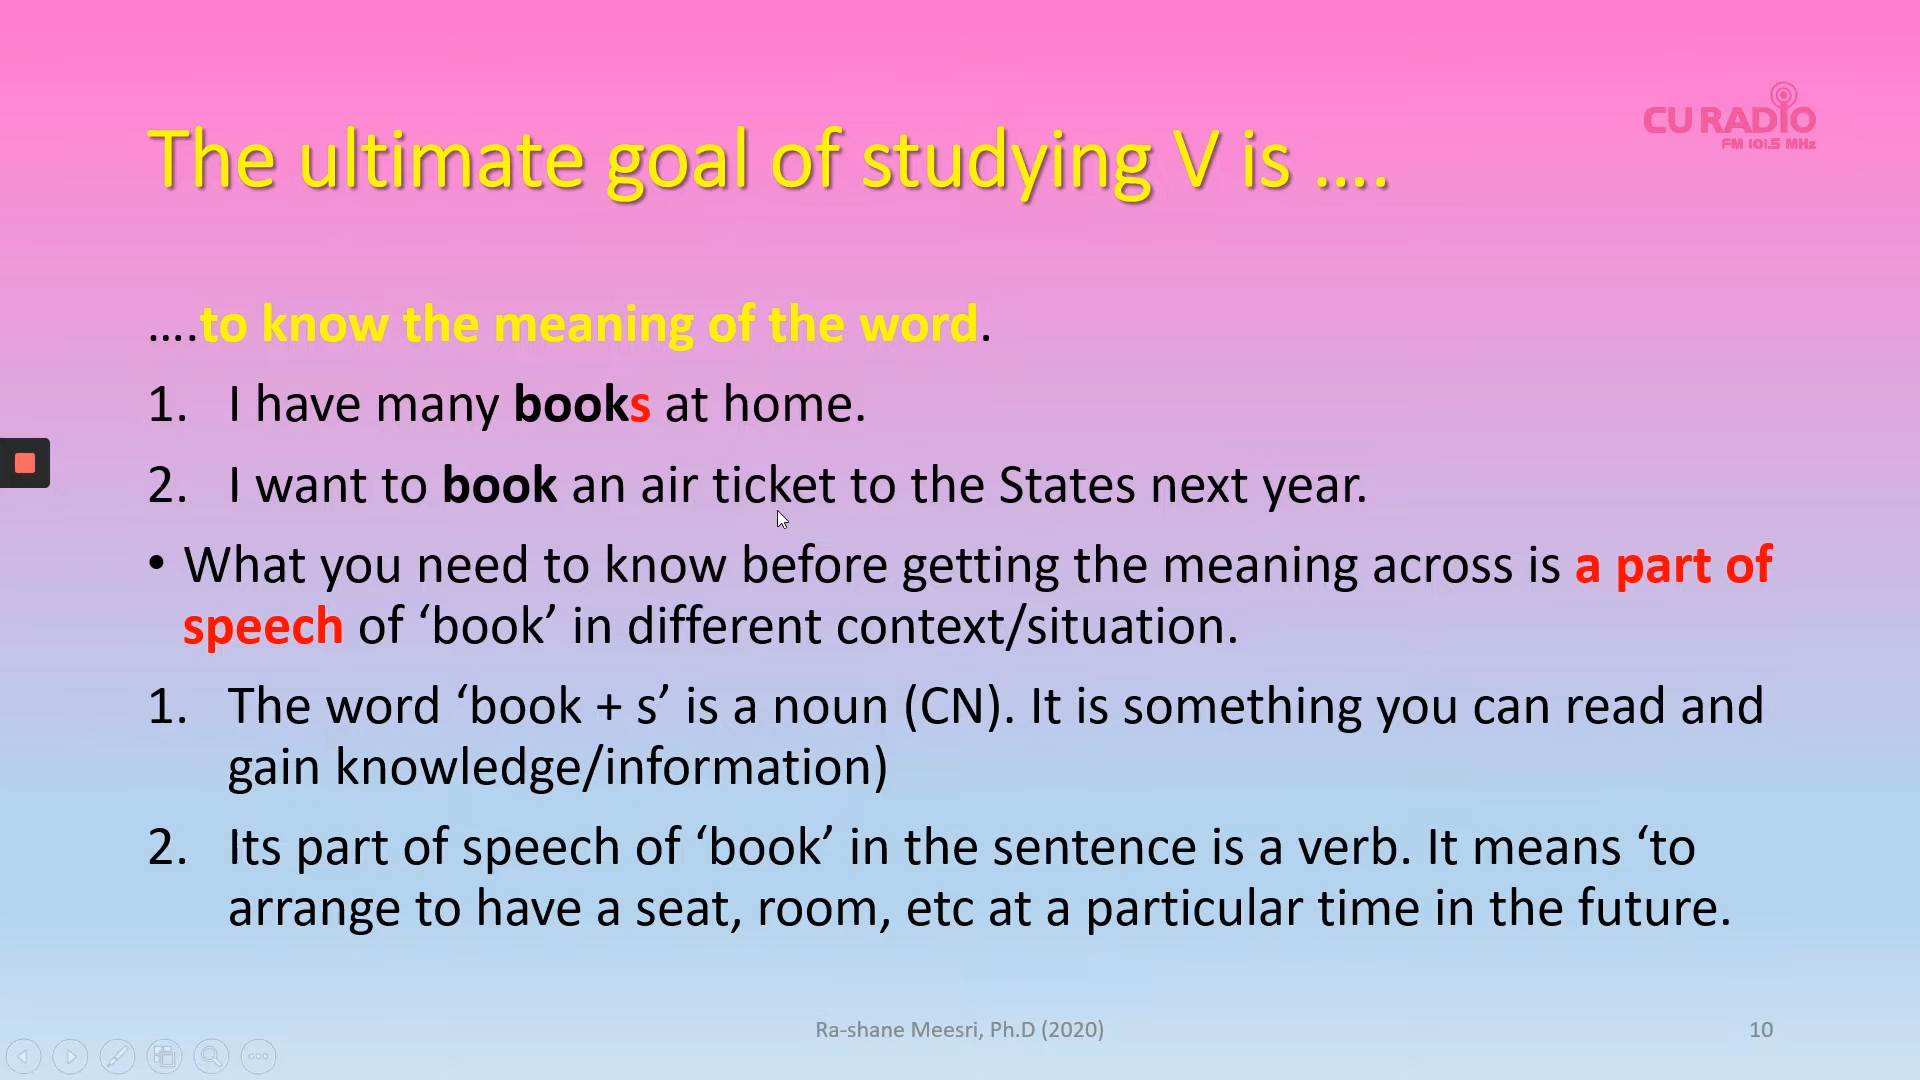 CU RADIO
FM 101.5 MHz
The ultimate goal of studying V is ....
....to know the meaning of the word.
1. I have many books at home.
2. I want to book an air ticket to the States next year.
• What you need to know before getting the meaning across is a part of
speech of ‘book’ in different context/situation.
1. The word ‘book + s’ is a noun (CN). It is something you can read and
gain knowledge/information)
2. Its part of speech of ‘book’ in the sentence is a verb. It means ‘to
arrange to have a seat, room, etc at a particular time in the future.
Ra-shane Meesri, Ph.D (2020)
10